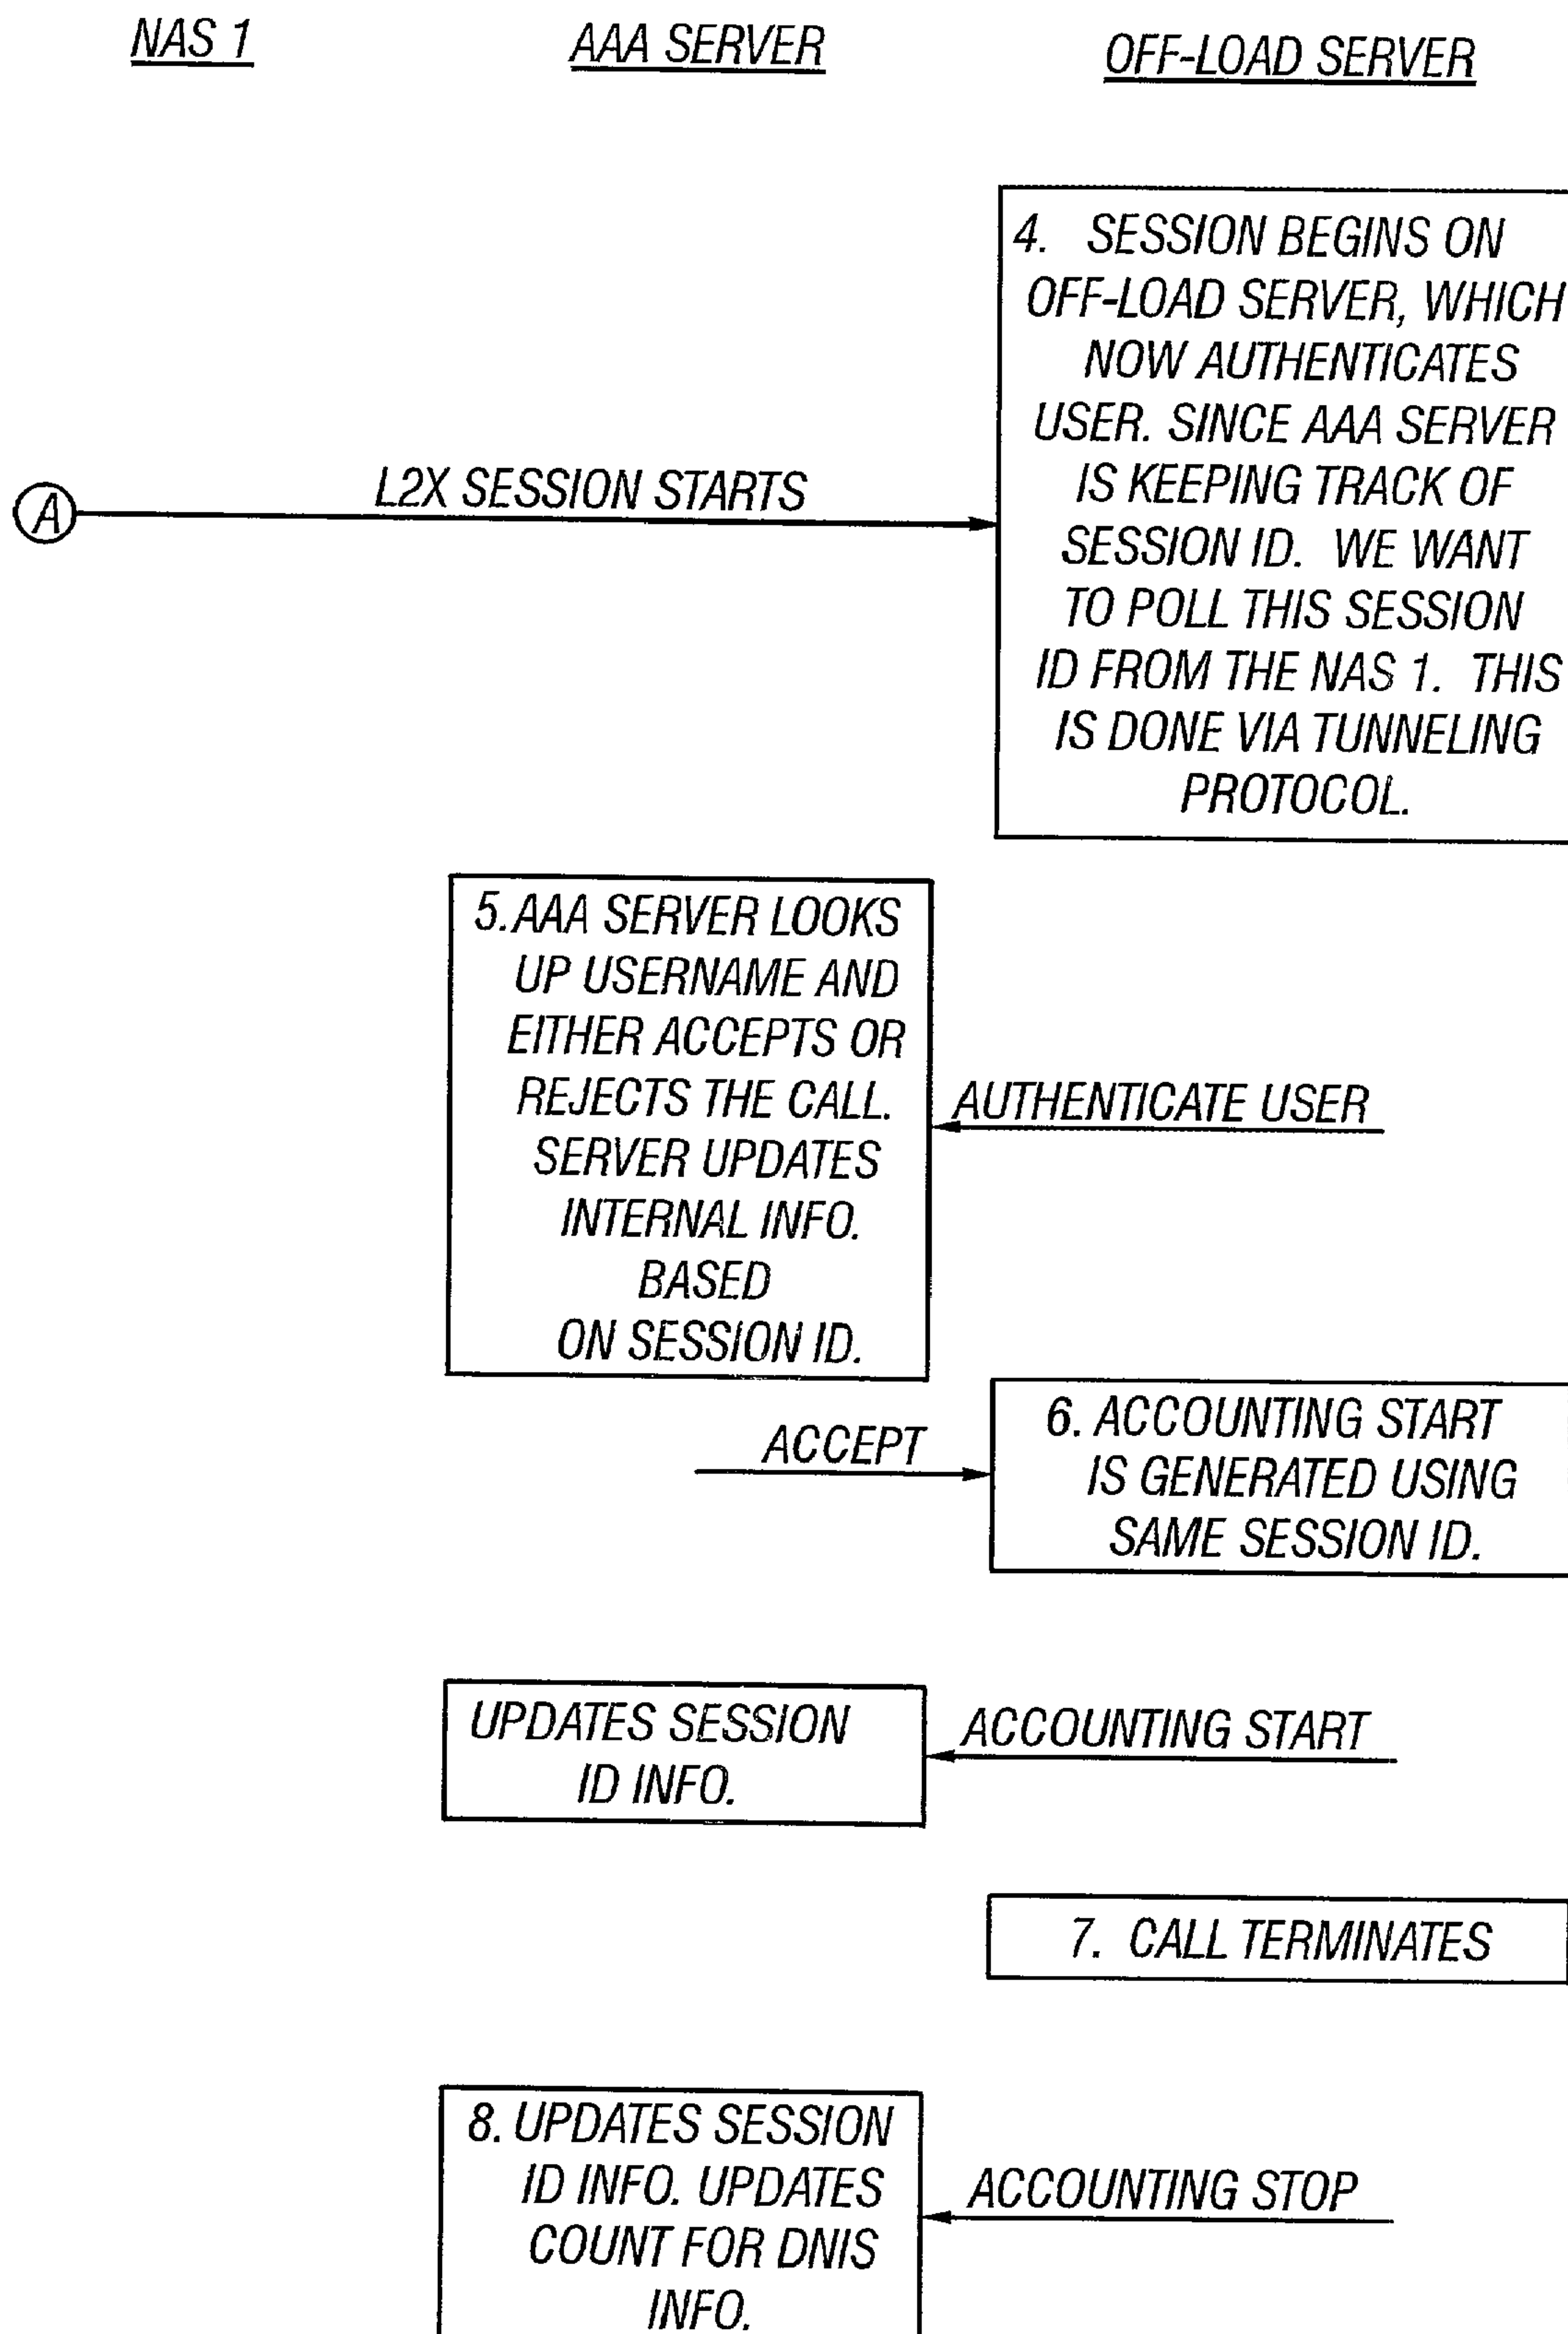 NAS 1
AAA SERVER
OFF-LOAD SERVER
4. SESSION BEGINS ON
OFF-LOAD SERVER, WHICH
NOW AUTHENTICATES
USER. SINCE AAA SERVER
IS KEEPING TRACK OF
SESSION ID. WE WANT
TO POLL THIS SESSION
ID FROM THE NAS 1. THIS
IS DONE VIA TUNNELING
PROTOCOL.
A
L2X SESSION STARTS
5. AAA SERVER LOOKS
UP USERNAME AND
EITHER ACCEPTS OR
REJECTS THE CALL.
SERVER UPDATES
INTERNAL INFO.
BASED
ON SESSION ID.
AUTHENTICATE USER
ACCEPT
6. ACCOUNTING START
IS GENERATED USING
SAME SESSION ID.
UPDATES SESSION
ID INFO.
ACCOUNTING START
7. CALL TERMINATES
8. UPDATES SESSION
ID INFO. UPDATES
COUNT FOR DNIS
INFO.
ACCOUNTING STOP